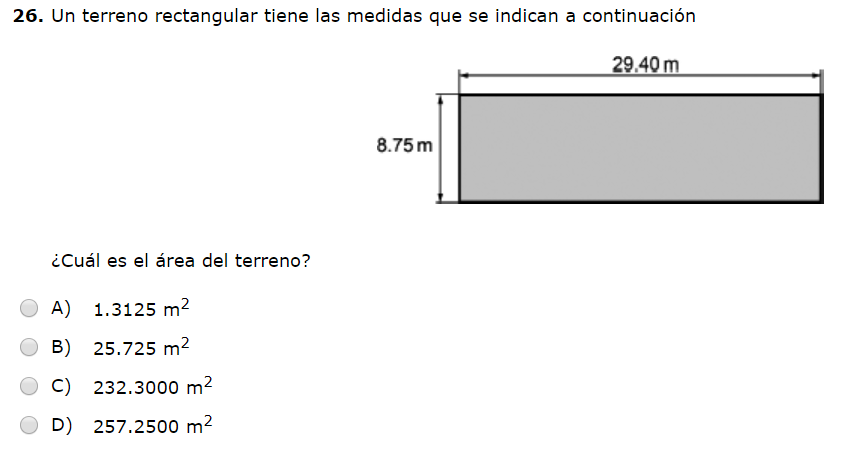 26. Un terreno rectangular tiene las medidas que se indican a continuación
29.40 m
8.75 m
¿Cuál es el área del terreno?
A) 1.3125 m²
B) 25.725 m²
C) 232.3000 m²
D) 257.2500 m²